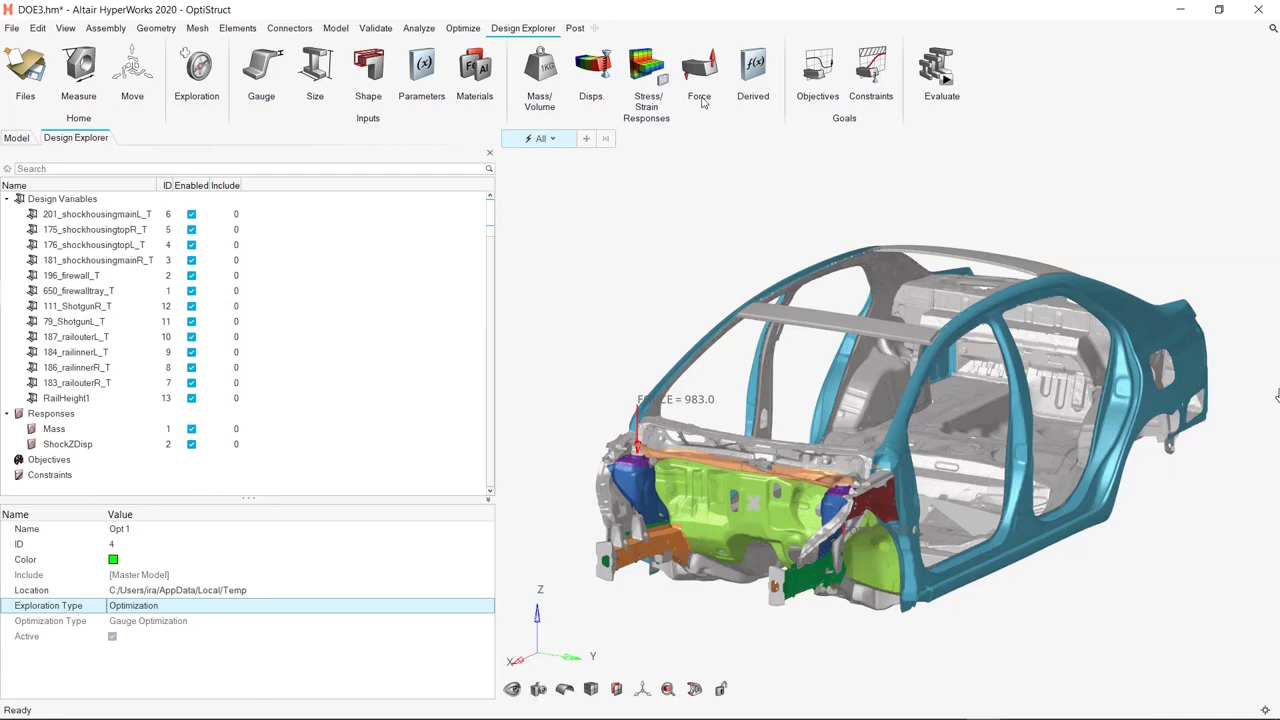 DOE3.hm* - Altair HyperWorks 2020 - OptiStruct
File Edit View Assembly Geometry Mesh Elements Connectors Model Validate Analyze Optimize Design Explorer Post
1KG (x) Fe Al f(x)
Files Measure Move Exploration Gauge Size Shape Parameters Materials Mass/ Volume Disps. Stress/ Strain Force Derived Objectives Constraints Evaluate
Home Inputs Responses Goals
Model Design Explorer All
Search
Name ID Enabled Include
Design Variables
201_shockhousingmainL_T 6 0
175_shockhousingtopR_T 5 0
176_shockhousingtopL_T 4 0
181_shockhousingmainR_T 3 0
196_firewall_T 2 0
650_firewalltray_T 1 0
111_ShotgunR_T 12 0
79_ShotgunL_T 11 0
187_railouterL_T 10 0
184_railinnerL_T 9 0
186_railinnerR_T 8 0
183_railouterR_T 7 0
RailHeight1 13 0
Responses
Mass 1 0
ShockZDisp 2 0
Objectives
Constraints
Name Value
Name Opt 1
ID 4
Color
Include [Master Model]
Location C:/Users/ira/AppData/Local/Temp
Exploration Type Optimization
Optimization Type Gauge Optimization
Active
Ready
FORCE = 983.0
Z
Y
X